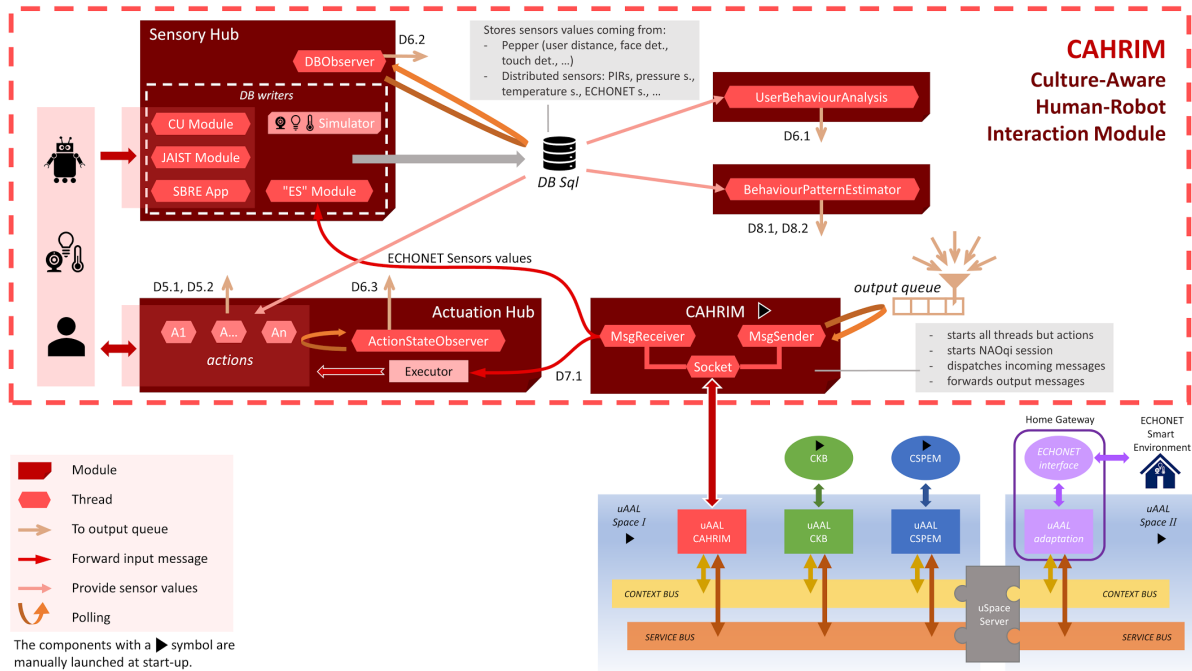 Sensory Hub
DBObserver
D6.2
DB writers
CU Module
JAIST Module
SBRE App
Simulator
"ES" Module
Stores sensors values coming from:
- Pepper (user distance, face det.,
touch det., ...)
- Distributed sensors: PIRs, pressure s.,
temperature s., ECHONET s., ...
DB Sql
UserBehaviourAnalysis
D6.1
BehaviourPatternEstimator
D8.1, D8.2
CAHRIM
Culture-Aware
Human-Robot
Interaction Module
ECHONET Sensors values
D5.1, D5.2
D6.3
Actuation Hub
A1
A...
An
actions
ActionStateObserver
Executor
D7.1
CAHRIM
MsgReceiver
MsgSender
Socket
output queue
- starts all threads but actions
- starts NAOqi session
- dispatches incoming messages
- forwards output messages
Module
Thread
To output queue
Forward input message
Provide sensor values
Polling
The components with a ▶ symbol are
manually launched at start-up.
uAAL
Space I
CKB
CSPEM
Home Gateway
ECHONET
interface
ECHONET
Smart
Environment
uAAL
CAHRIM
uAAL
CKB
uAAL
CSPEM
uAAL
adaptation
uAAL
Space II
CONTEXT BUS
CONTEXT BUS
uSpace
Server
SERVICE BUS
SERVICE BUS